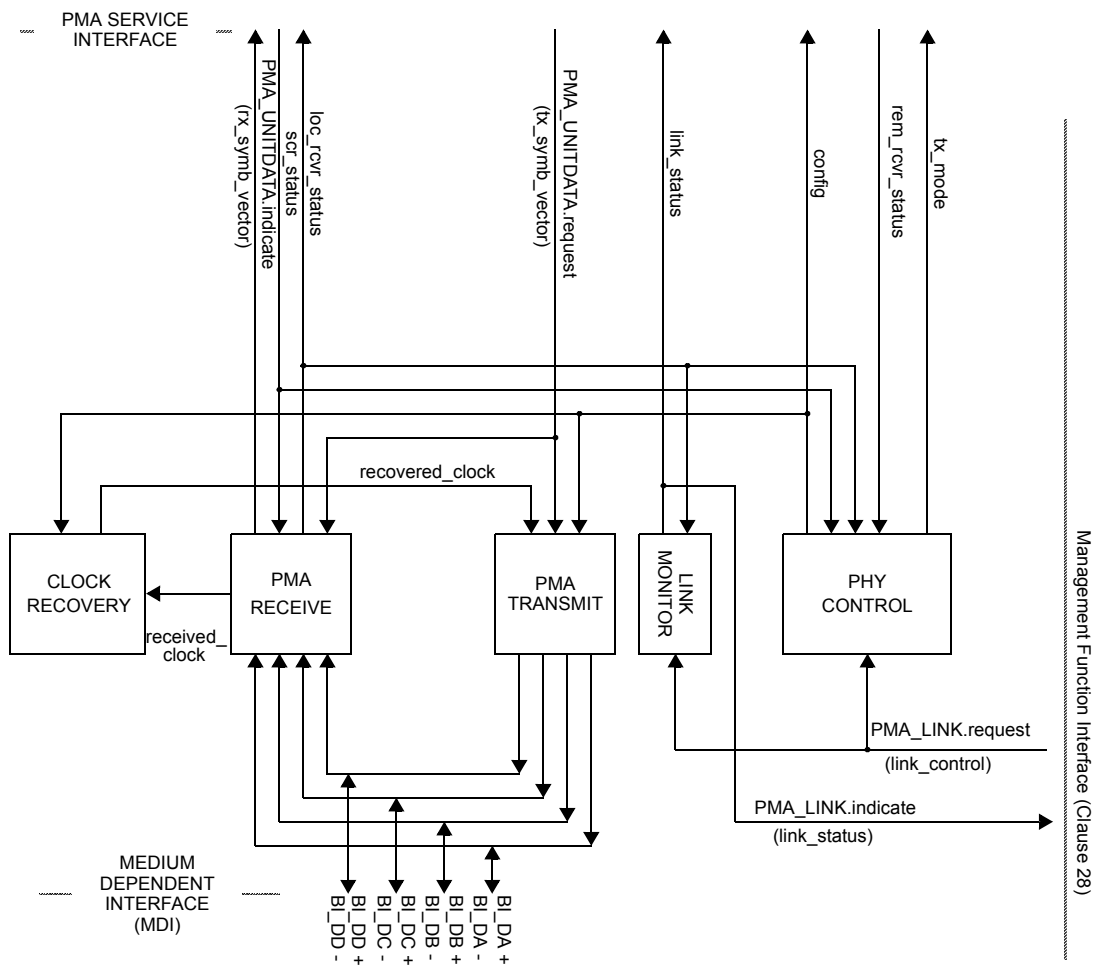 PMA SERVICE
INTERFACE
(rx_symb_vector)
PMA_UNITDATA.indicate
scr_status
loc_rcvr_status
(tx_symb_vector)
PMA_UNITDATA.request
link_status
config
rem_rcvr_status
tx_mode
recovered_clock
CLOCK
RECOVERY
PMA
RECEIVE
PMA
TRANSMIT
LINK
MONITOR
PHY
CONTROL
received_
clock
PMA_LINK.request
(link_control)
PMA_LINK.indicate
(link_status)
Management Function Interface (Clause 28)
MEDIUM
DEPENDENT
INTERFACE
(MDI)
BI_DD -
BI_DD +
BI_DC -
BI_DC +
BI_DB -
BI_DB +
BI_DA -
BI_DA +